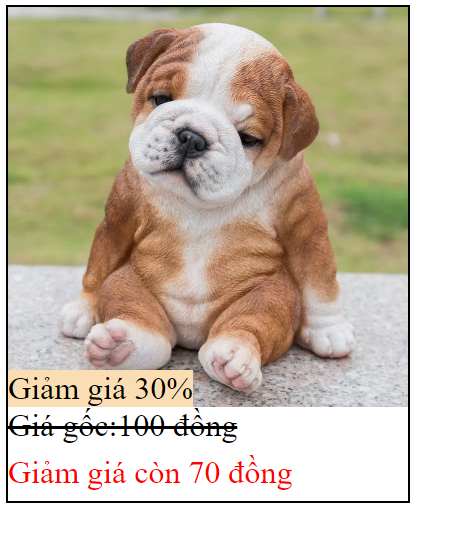 Giảm giá 30%
Giá gốc:100 đồng
Giảm giá còn 70 đồng